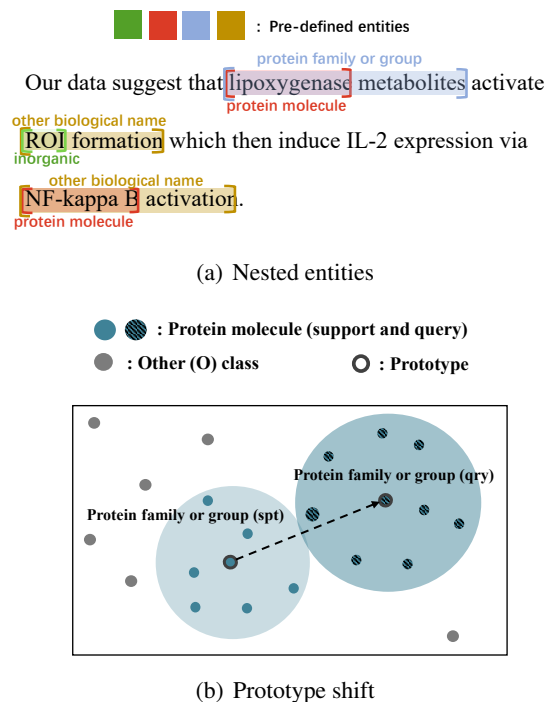 : Pre-defined entities
protein family or group
Our data suggest that lipoxygenase metabolites activate
protein molecule
other biological name
ROI formation which then induce IL-2 expression via
inorganic
other biological name
NF-kappa B activation.
protein molecule
(a) Nested entities
: Protein molecule (support and query)
: Other (O) class : Prototype
Protein family or group (qry)
Protein family or group (spt)
(b) Prototype shift